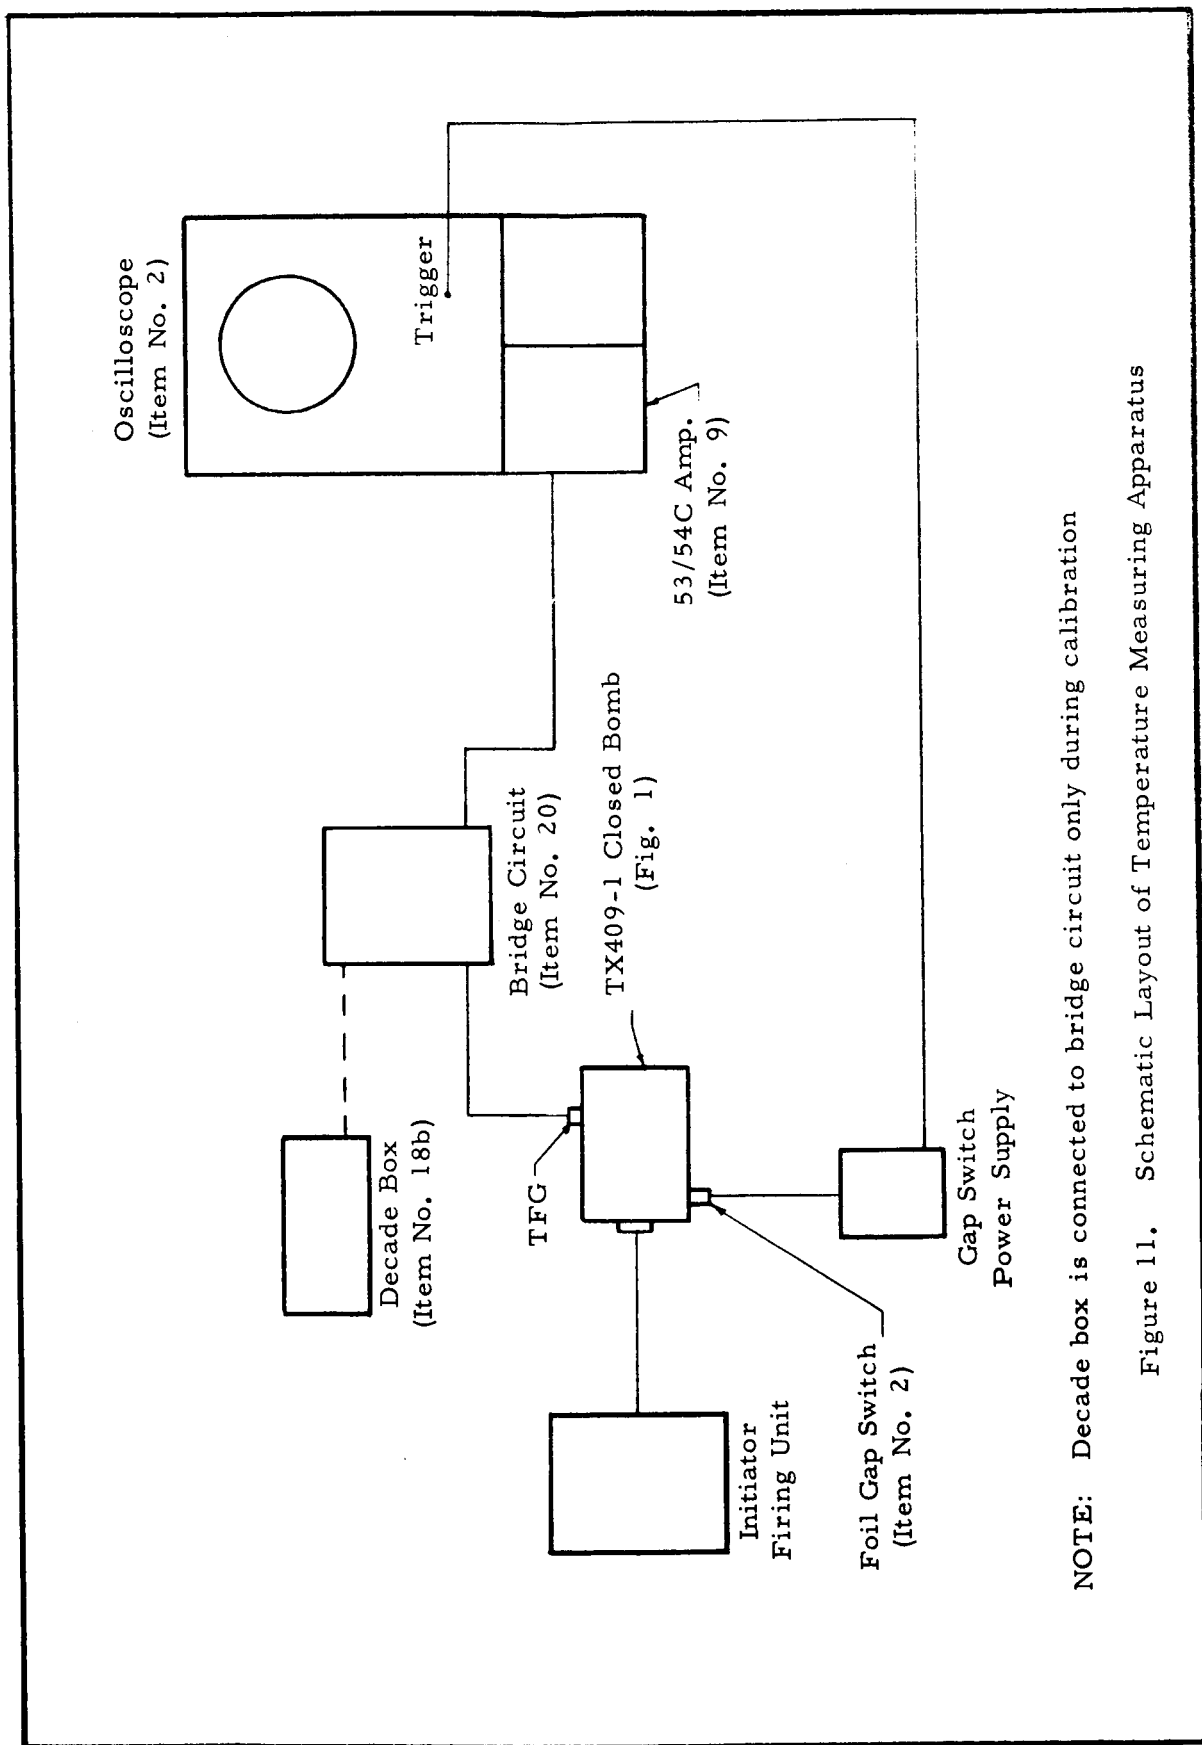 Oscilloscope
(Item No. 2)
Trigger
53/54C Amp.
(Item No. 9)
Decade Box
(Item No. 18b)
Bridge Circuit
(Item No. 20)
TFG
TX409-1 Closed Bomb
(Fig. 1)
Initiator
Firing Unit
Foil Gap Switch
(Item No. 2)
Gap Switch
Power Supply
NOTE: Decade box is connected to bridge circuit only during calibration
Figure 11. Schematic Layout of Temperature Measuring Apparatus